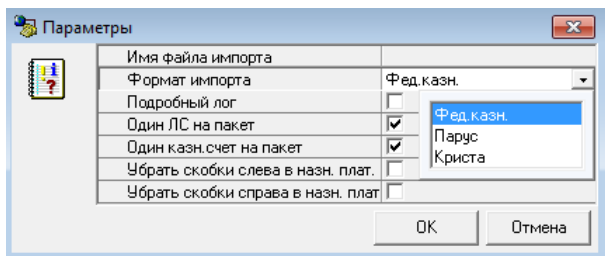 Параметры
Имя файла импорта
Формат импорта Фед.казн.
Подробный лог
Фед.казн.
Один ЛС на пакет
Парус
Один казн.счет на пакет
Криста
Убрать скобки слева в назн. плат.
Убрать скобки справа в назн. плат
OK Отмена